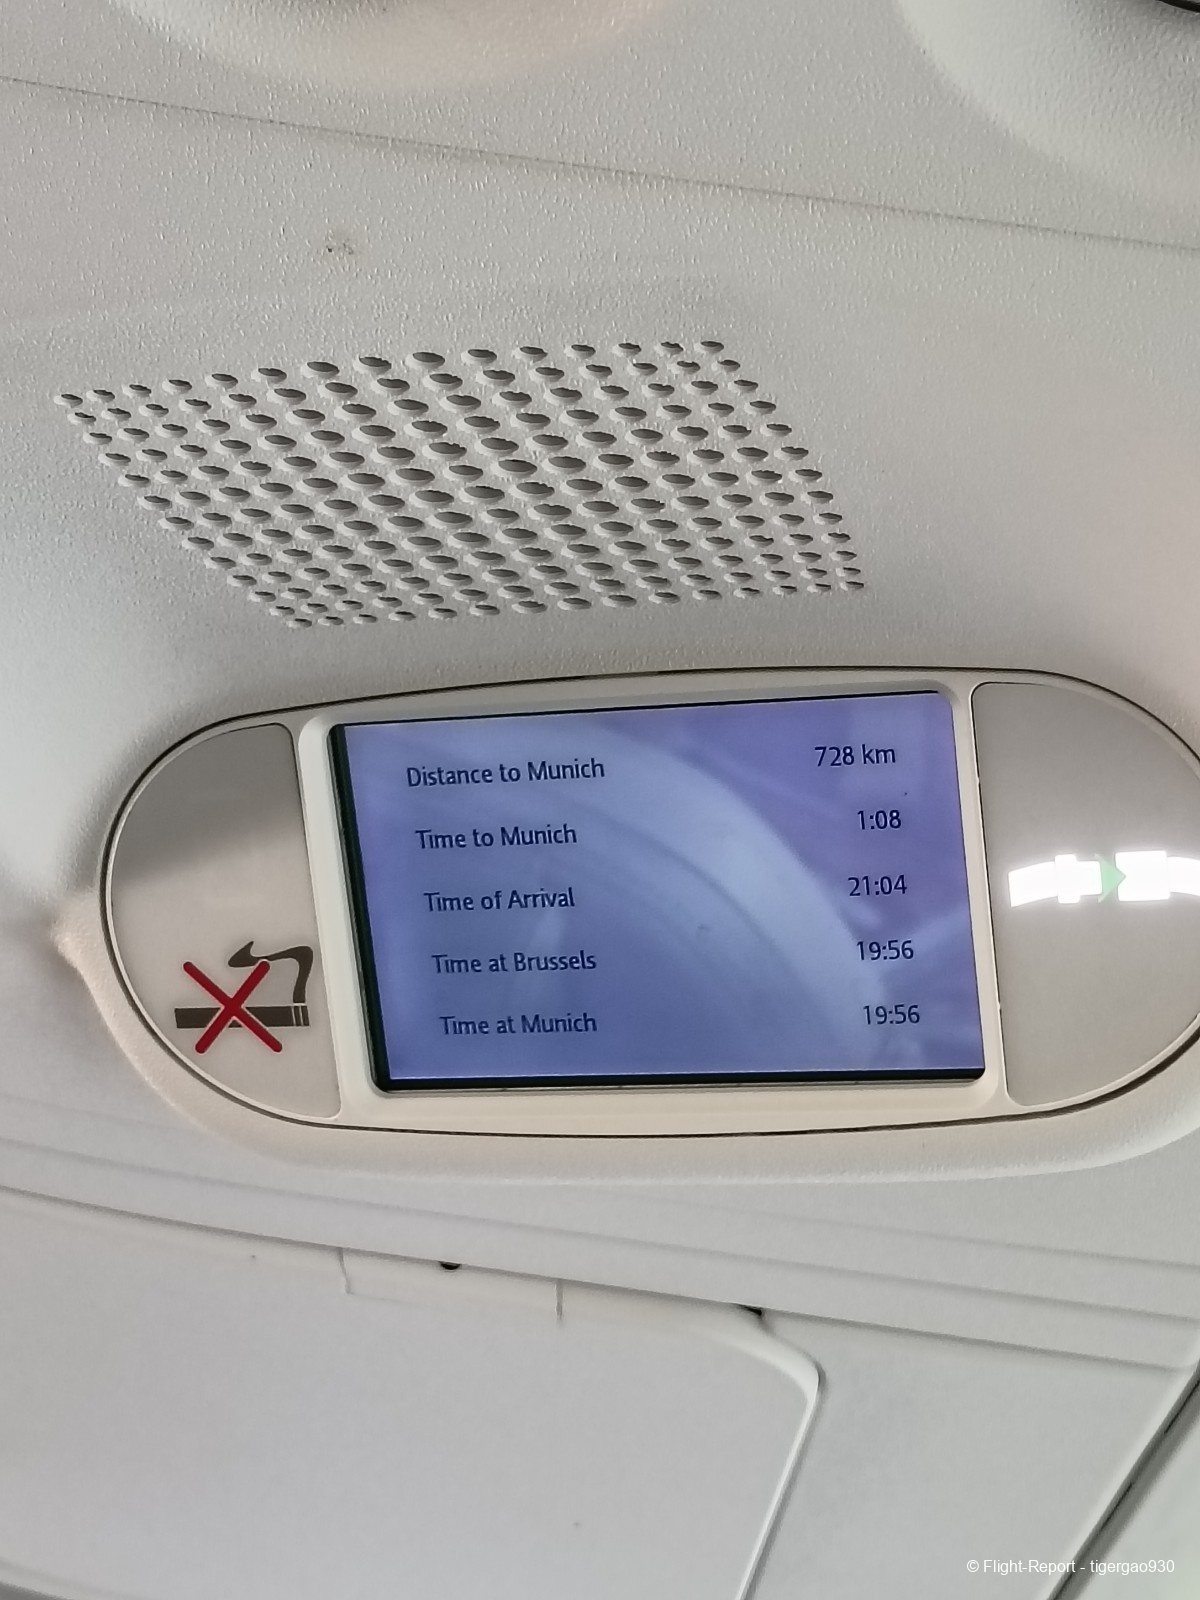 Distance to Munich 728 km
Time to Munich 1:08
Time of Arrival 21:04
Time at Brussels 19:56
Time at Munich 19:56
© Flight-Report - tigergao930